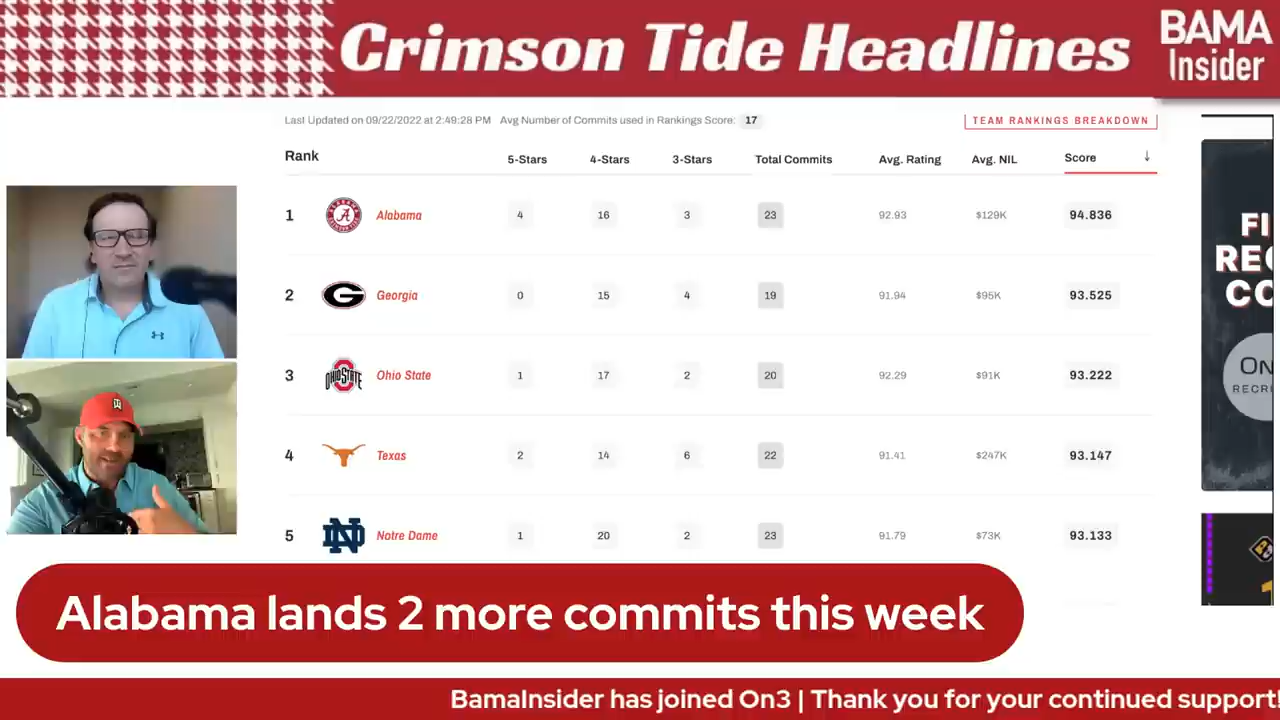 Crimson Tide Headlines
BAMA
Insider
Last Updated on 09/22/2022 at 2:49:28 PM Avg Number of Commits used in Rankings Score: 17
TEAM RANKINGS BREAKDOWN
Rank 5-Stars 4-Stars 3-Stars Total Commits Avg. Rating Avg. NIL Score ↓
1 Alabama 4 16 3 23 92.93 $129K 94.836
2 Georgia 0 15 4 19 91.94 $95K 93.525
3 OHIO STATE Ohio State 1 17 2 20 92.29 $91K 93.222
4 Texas 2 14 6 22 91.41 $247K 93.147
5 Notre Dame 1 20 2 23 91.79 $73K 93.133
Alabama lands 2 more commits this week
BamaInsider has joined On3 | Thank you for your continued support!